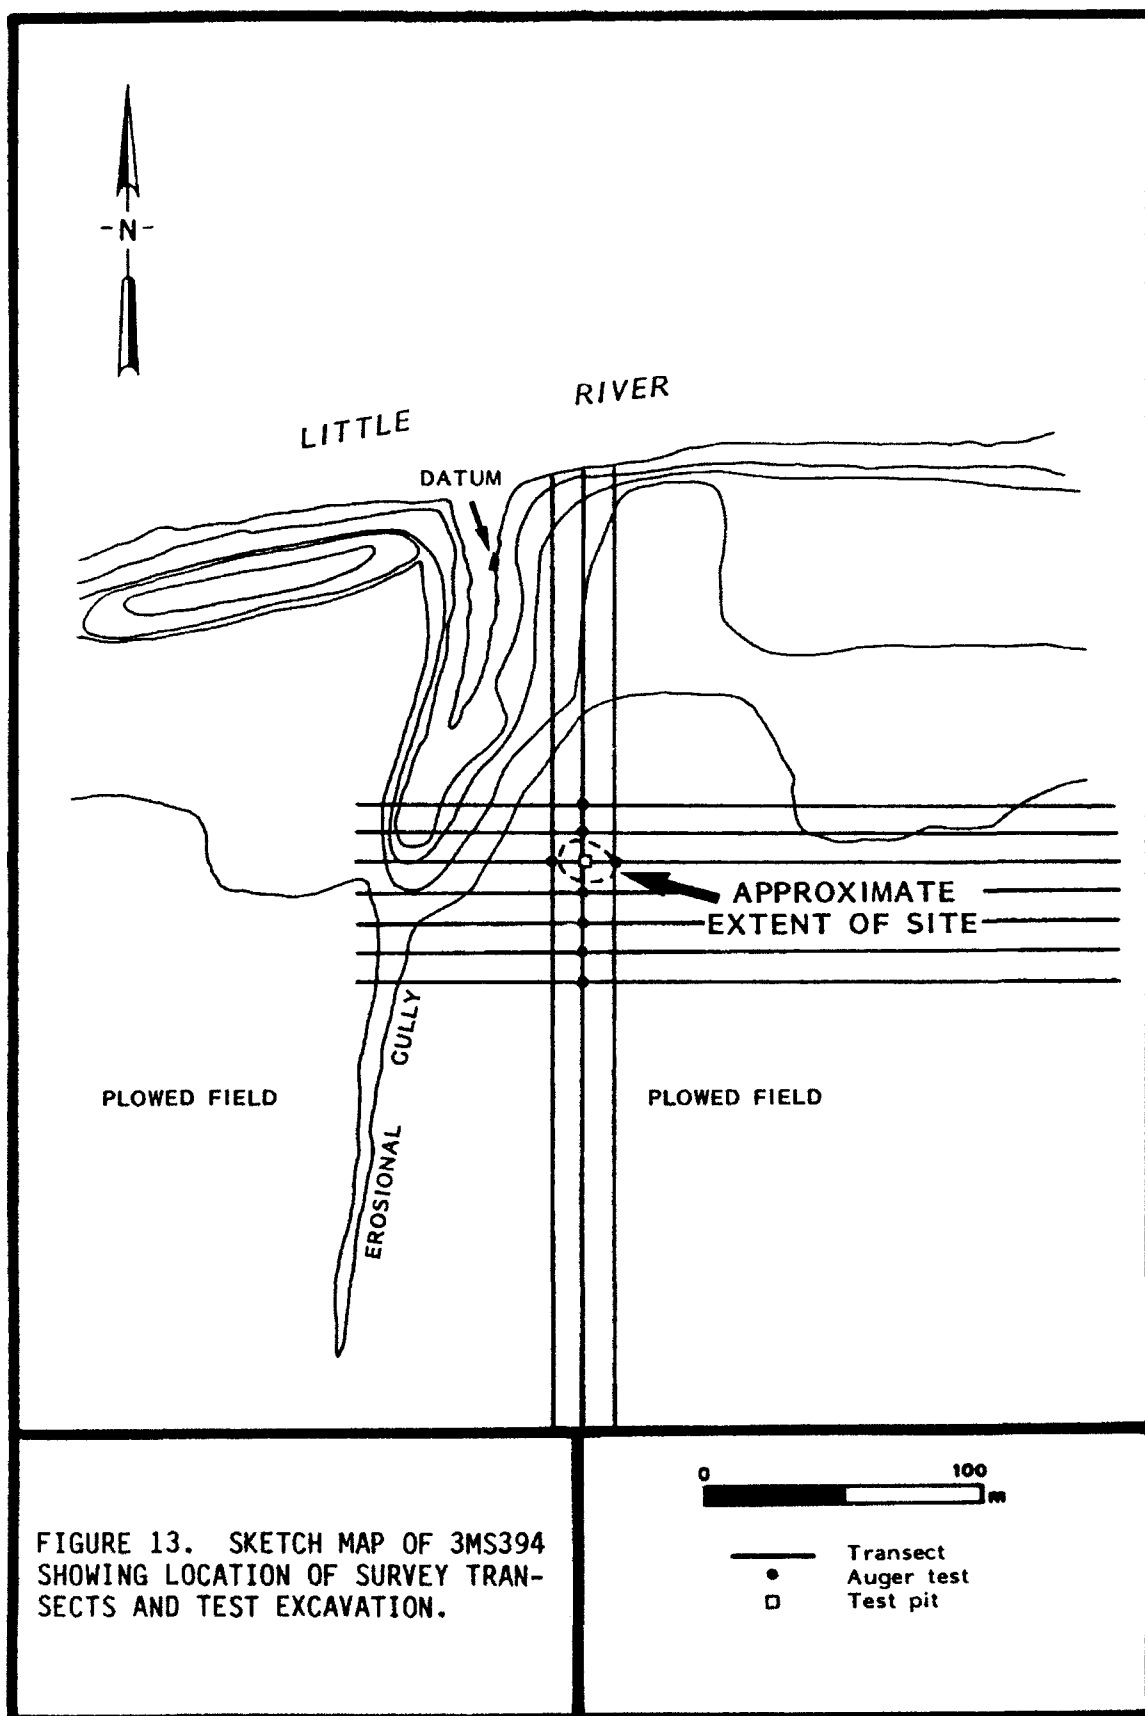 -N-
LITTLE RIVER
DATUM
APPROXIMATE
EXTENT OF SITE
EROSIONAL GULLY
PLOWED FIELD
PLOWED FIELD
FIGURE 13. SKETCH MAP OF 3MS394
SHOWING LOCATION OF SURVEY TRAN-
SECTS AND TEST EXCAVATION.
0 100
m
Transect
Auger test
Test pit